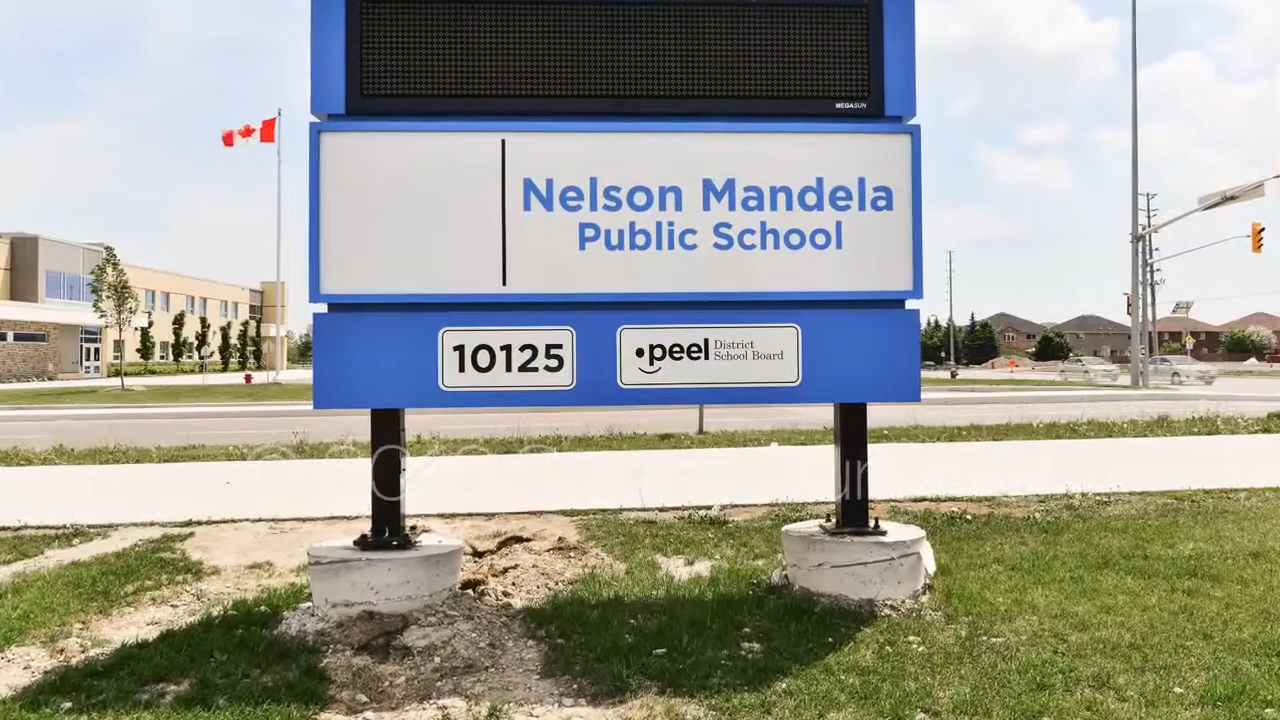 MEGASUN
Nelson Mandela
Public School
10125
peel District
School Board